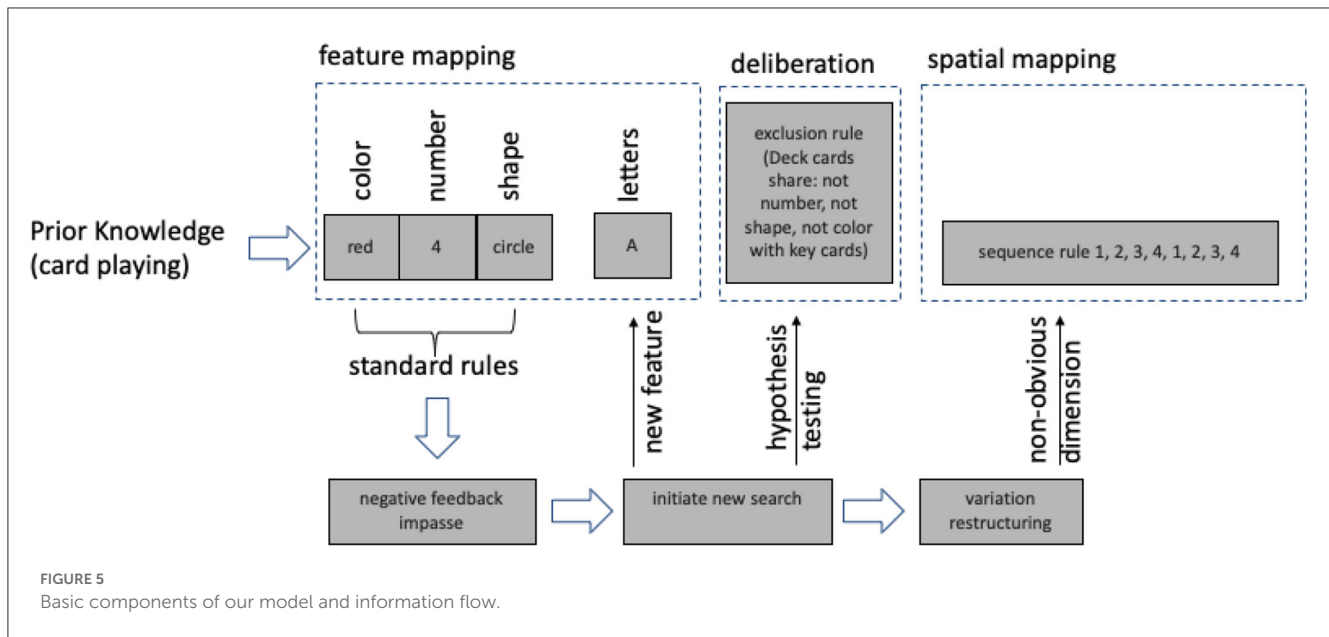 feature mapping
deliberation
spatial mapping
color
number
shape
letters
Prior Knowledge
(card playing)
red
4
circle
A
exclusion rule
(Deck cards
share: not
number, not
shape, not color
with key cards)
sequence rule 1, 2, 3, 4, 1, 2, 3, 4
standard rules
new feature
hypothesis
testing
non-obvious
dimension
negative feedback
impasse
initiate new search
variation
restructuring
FIGURE 5
Basic components of our model and information flow.